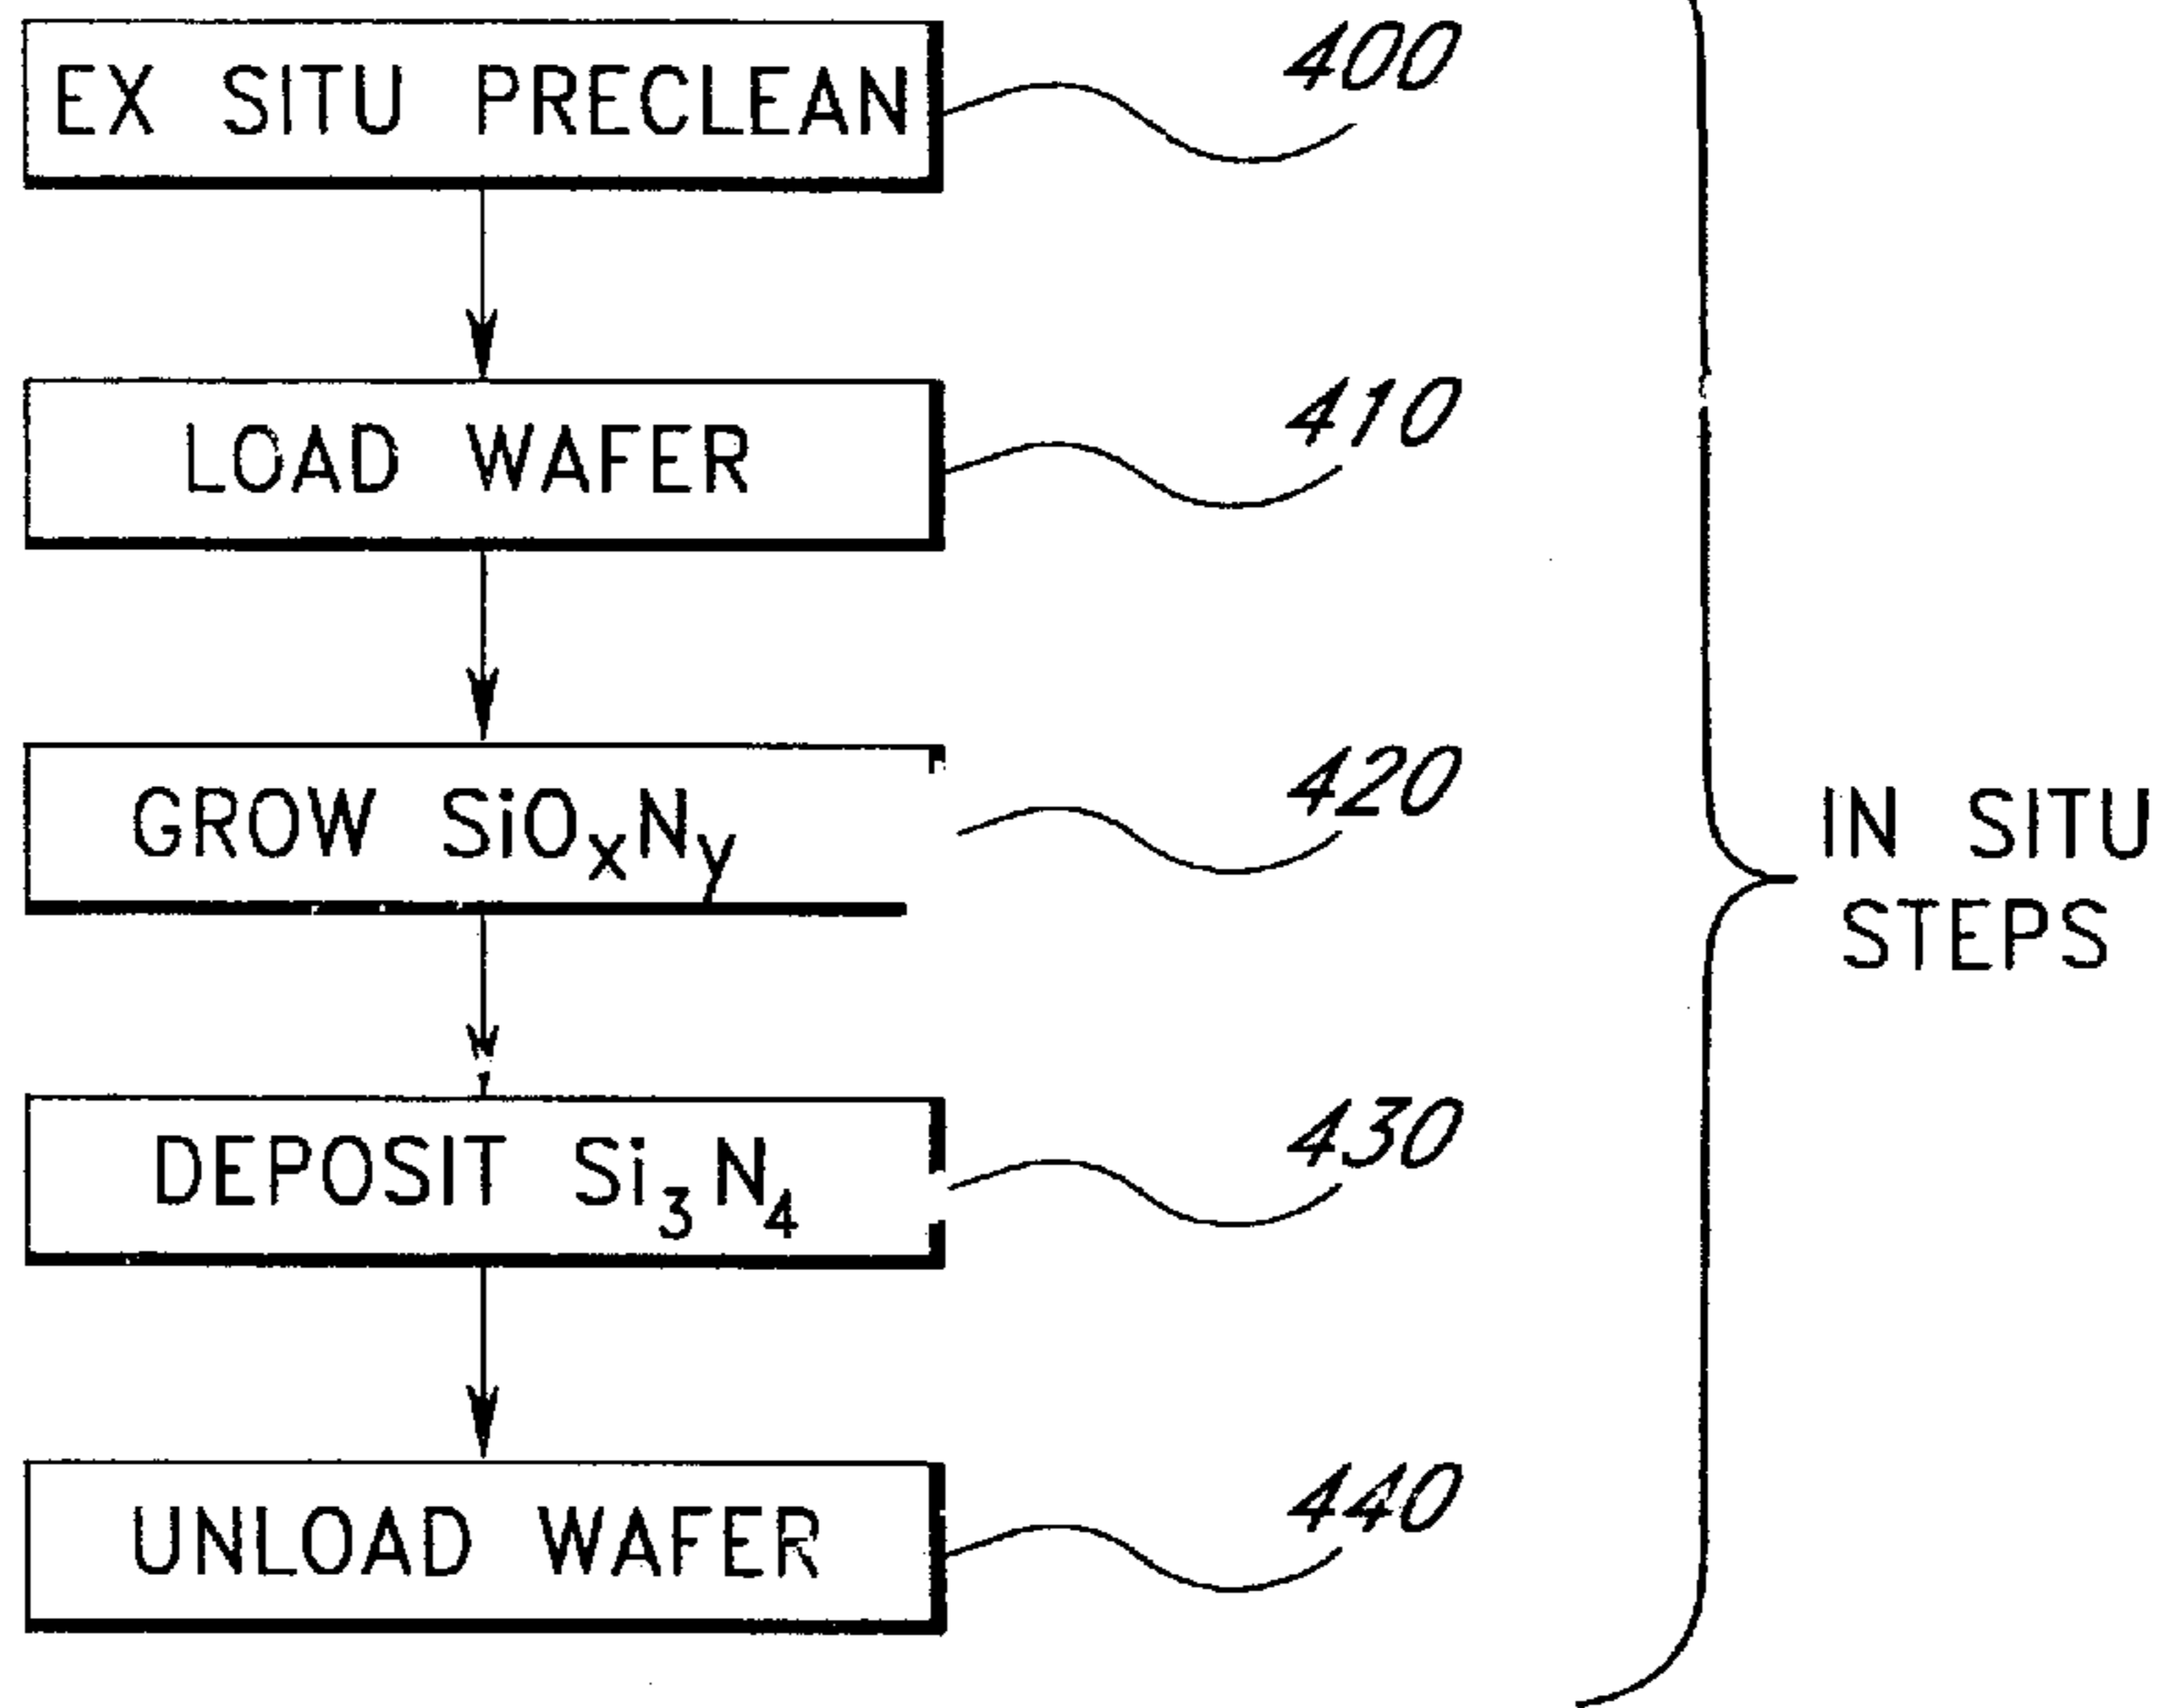 EX SITU PRECLEAN
400
LOAD WAFER
410
GROW SiOxNy
420
IN SITU
STEPS
DEPOSIT Si3N4
430
UNLOAD WAFER
440